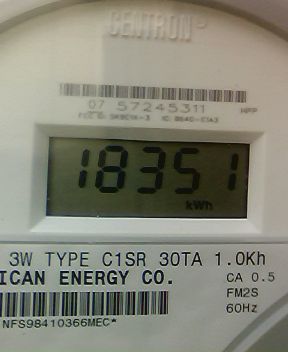 CENTRON
07 57245311
18351
kWh
3W TYPE C1SR 30TA 1.0Kh
ICAN ENERGY CO.
CA 0.5
FM2S
60Hz
NFS98410366MEC*